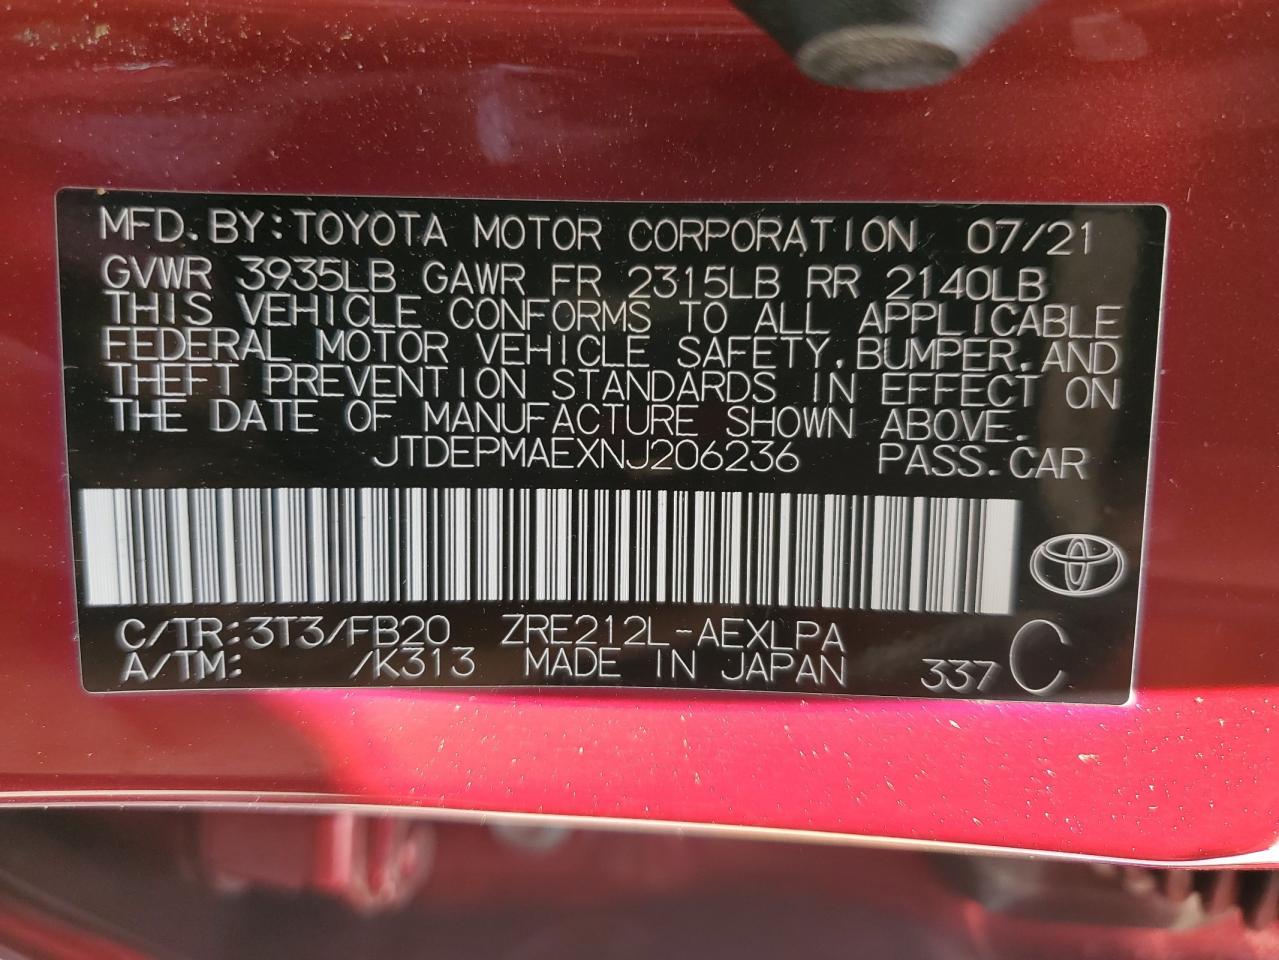 MFD. BY: TOYOTA MOTOR CORPORATION 07/21
GVWR 3935LB GAWR FR 2315LB RR 2140LB
THIS VEHICLE CONFORMS TO ALL APPLICABLE
FEDERAL MOTOR VEHICLE SAFETY, BUMPER, AND
THEFT PREVENTION STANDARDS IN EFFECT ON
THE DATE OF MANUFACTURE SHOWN ABOVE.
JTDEPMAEXNJ206236 PASS. CAR
C/TR: 3T3/FB20 ZRE212L-AEXLPA
A/TM: /K313 MADE IN JAPAN 337 C